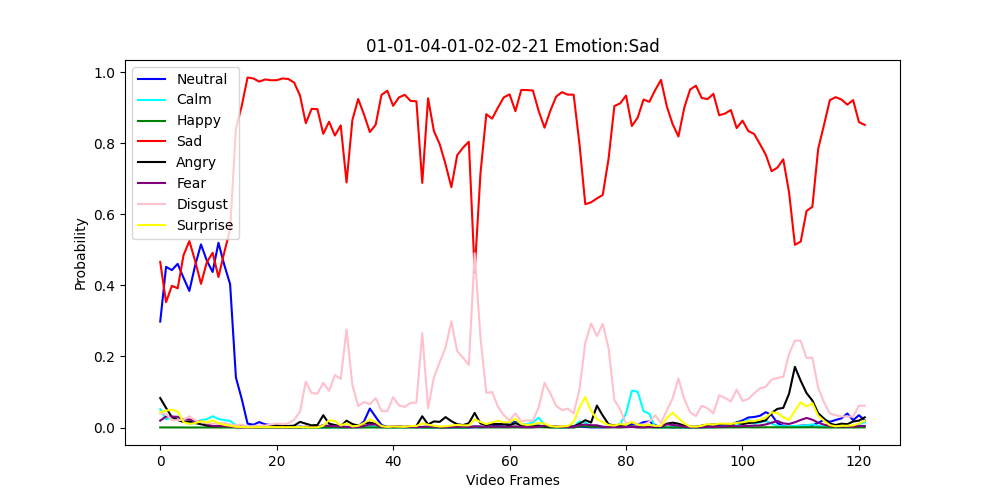 01-01-04-01-02-02-21 Emotion:Sad
1.0
0.8
0.6
0.4
0.2
0.0
Probability
Neutral
Calm
Happy
Sad
Angry
Fear
Disgust
Surprise
0 20 40 60 80 100 120
Video Frames